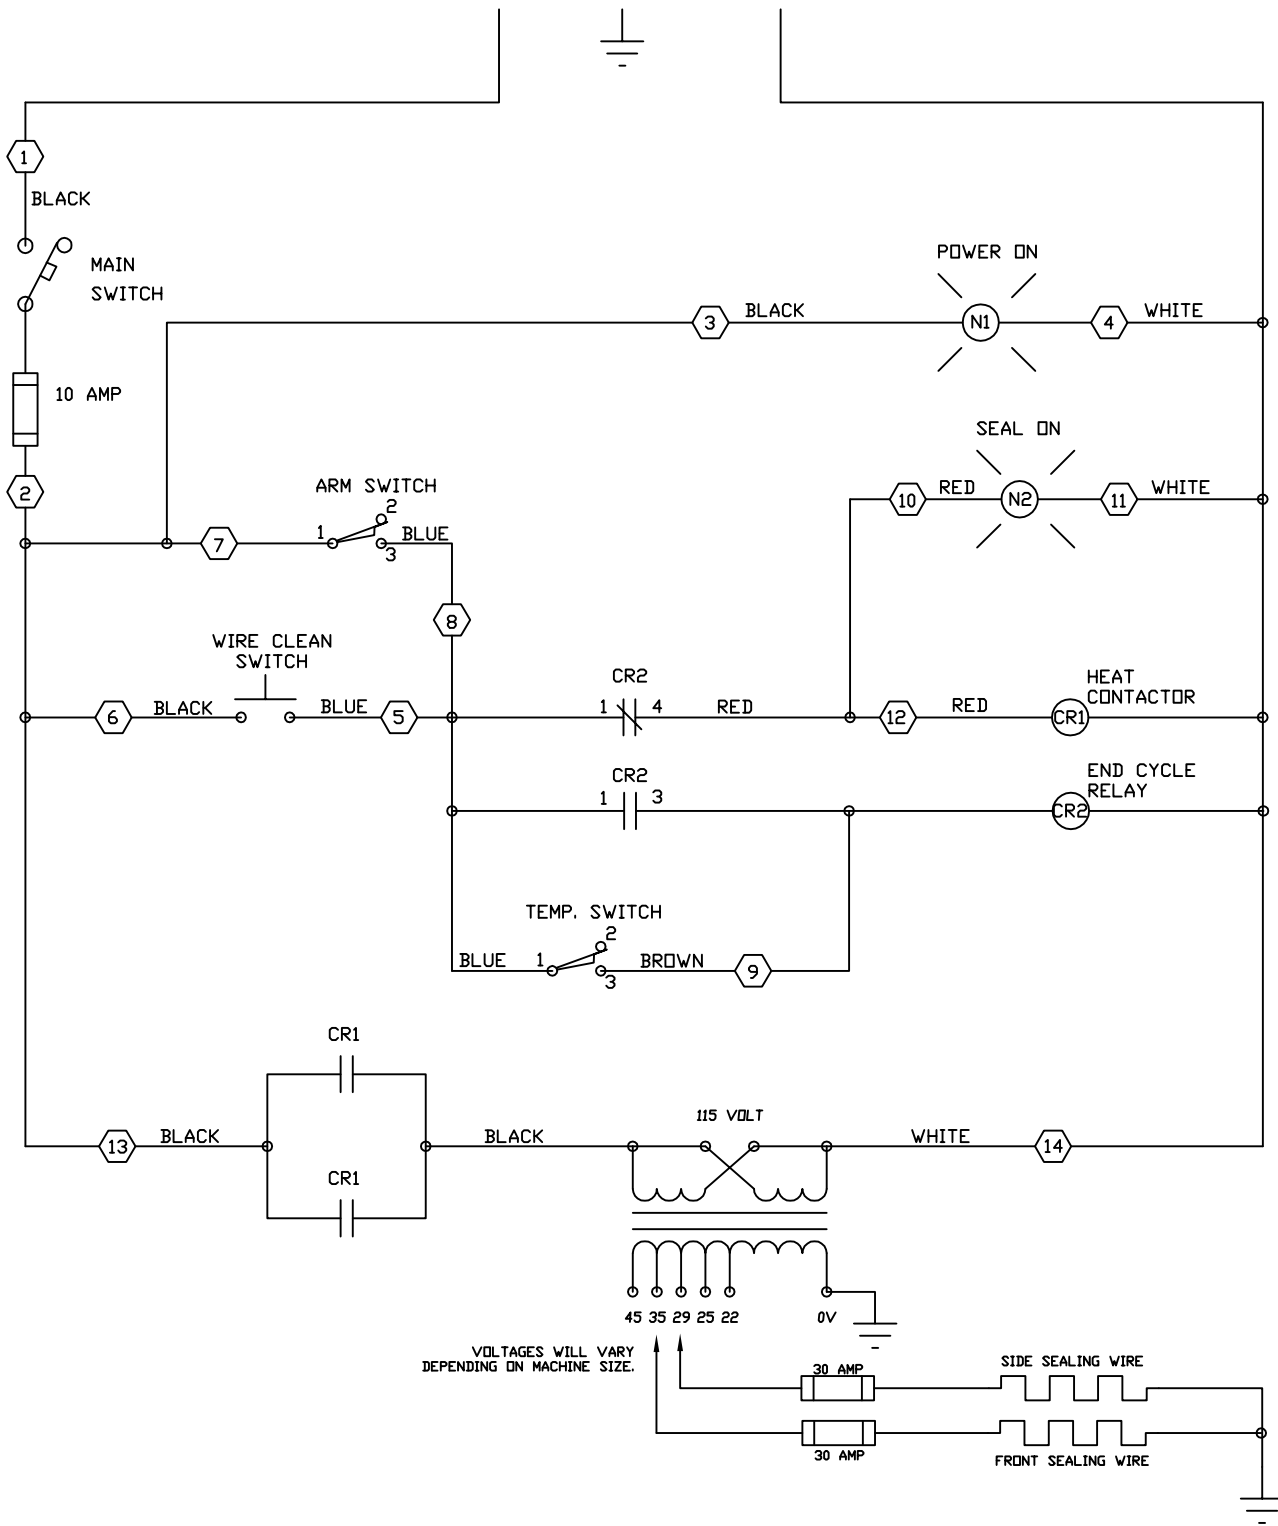 1
BLACK
MAIN
SWITCH
POWER ON
3
BLACK
N1
4
WHITE
10 AMP
SEAL ON
2
ARM SWITCH
10
RED
N2
11
WHITE
7
1
2
3
BLUE
8
WIRE CLEAN
SWITCH
6
BLACK
BLUE
5
CR2
1
4
RED
12
RED
CR1
HEAT
CONTACTOR
CR2
1
3
CR2
END CYCLE
RELAY
TEMP. SWITCH
BLUE
1
2
3
BROWN
9
CR1
13
BLACK
CR1
BLACK
115 VOLT
WHITE
14
45 35 29 25 22
0V
VOLTAGES WILL VARY
DEPENDING ON MACHINE SIZE.
30 AMP
SIDE SEALING WIRE
30 AMP
FRONT SEALING WIRE